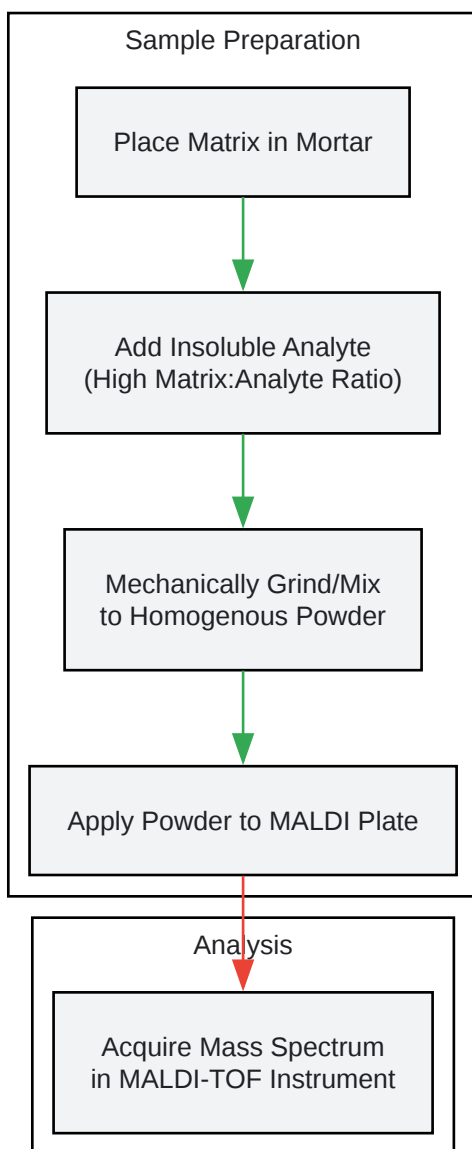 Sample Preparation
Place Matrix in Mortar
Add Insoluble Analyte
(High Matrix:Analyte Ratio)
Mechanically Grind/Mix
to Homogenous Powder
Apply Powder to MALDI Plate
Analysis
Acquire Mass Spectrum
in MALDI-TOF Instrument